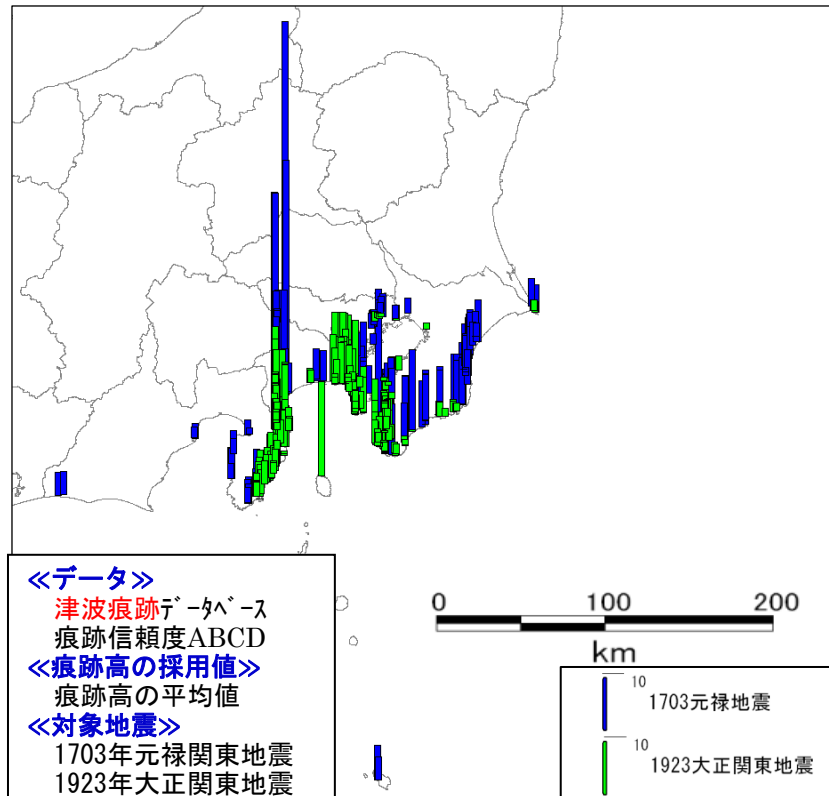 ≪データ≫
津波痕跡データベース
痕跡信頼度ABCD
≪痕跡高の採用値≫
痕跡高の平均値
≪対象地震≫
1703年元禄関東地震
1923年大正関東地震
0 100 200
km
10
1703元禄地震
10
1923大正関東地震